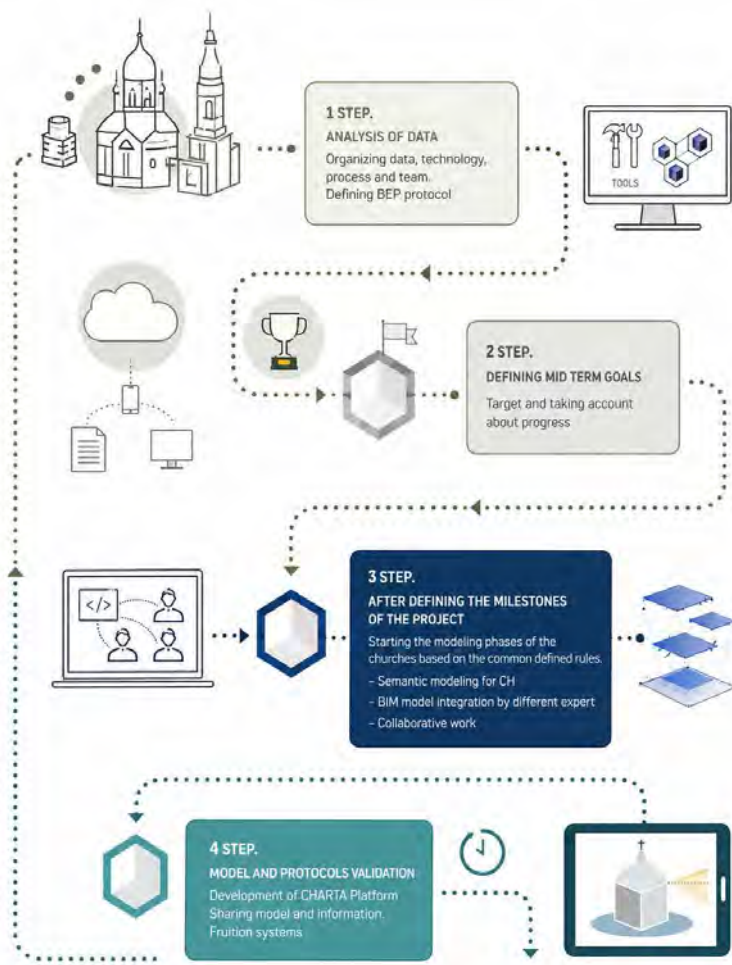 1 STEP.
ANALYSIS OF DATA
Organizing data, technology,
process and team.
Defining BEP protocol
TOOLS
2 STEP.
DEFINING MID TERM GOALS
Target and taking account
about progress
3 STEP.
AFTER DEFINING THE MILESTONES
OF THE PROJECT
Starting the modeling phases of the
churches based on the common defined rules.
- Semantic modeling for CH
- BIM model integration by different expert
- Collaborative work
</>
4 STEP.
MODEL AND PROTOCOLS VALIDATION
Development of CHARTA Platform
Sharing model and information.
Fruition systems